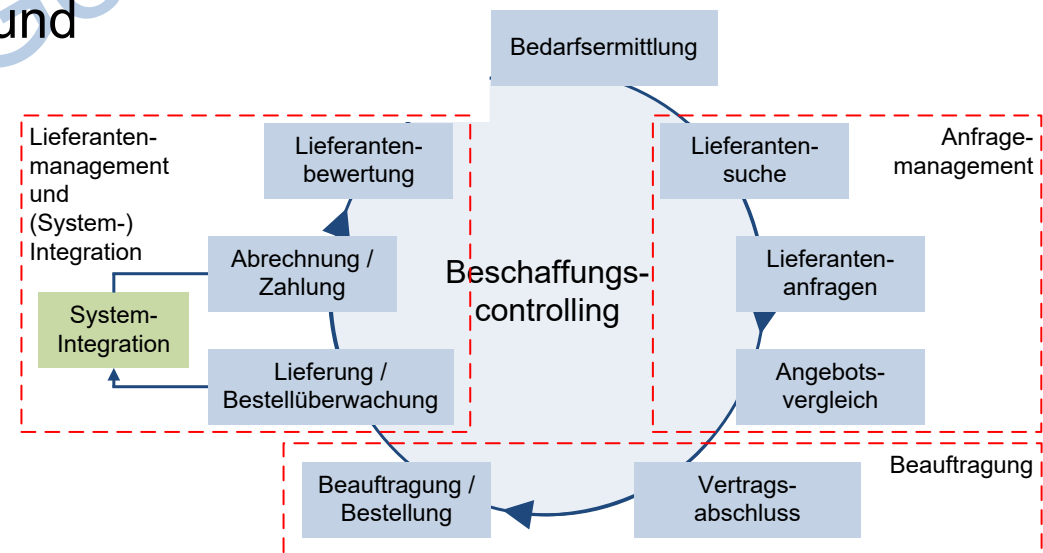 und
Bedarfsermittlung
Lieferanten-
management
und
(System-)
Integration
Lieferanten-
bewertung
Lieferanten-
suche
Anfrage-
management
Abrechnung /
Zahlung
Beschaffungs-
controlling
Lieferanten-
anfragen
System-
Integration
Lieferung /
Bestellüberwachung
Angebots-
vergleich
Beauftragung
Beauftragung /
Bestellung
Vertrags-
abschluss